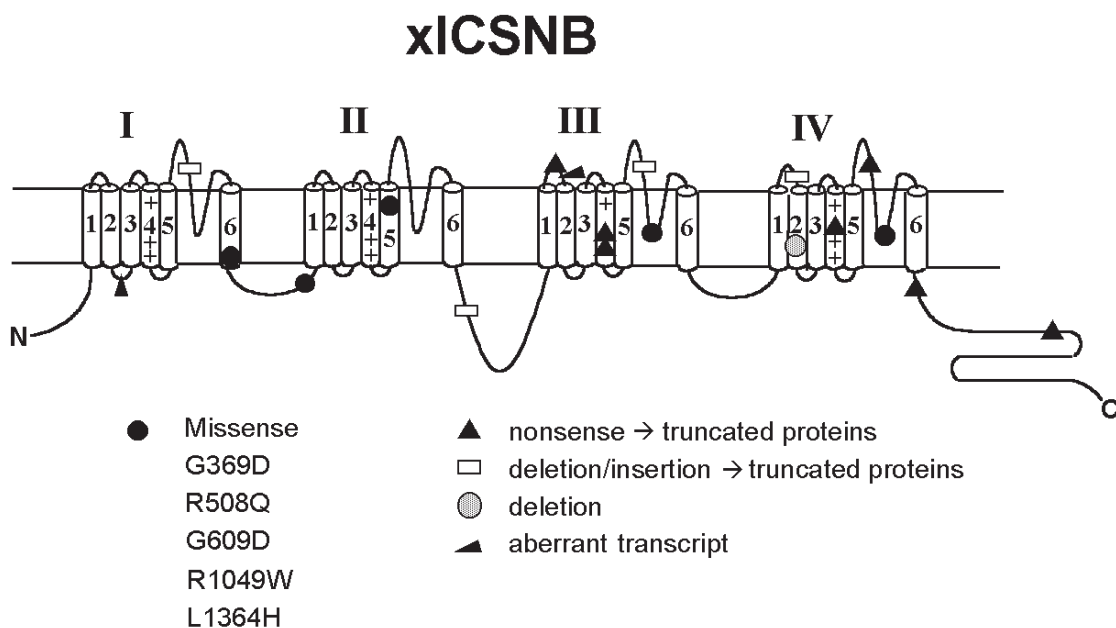 xlCSNB
I II III IV
1 2 3 +4++ 5 6 1 2 3 +4++ 5 6 1 2 3 + 5 6 1 2 3 +++ 5 6
N
C
Missense
G369D
R508Q
G609D
R1049W
L1364H
nonsense → truncated proteins
deletion/insertion → truncated proteins
deletion
aberrant transcript